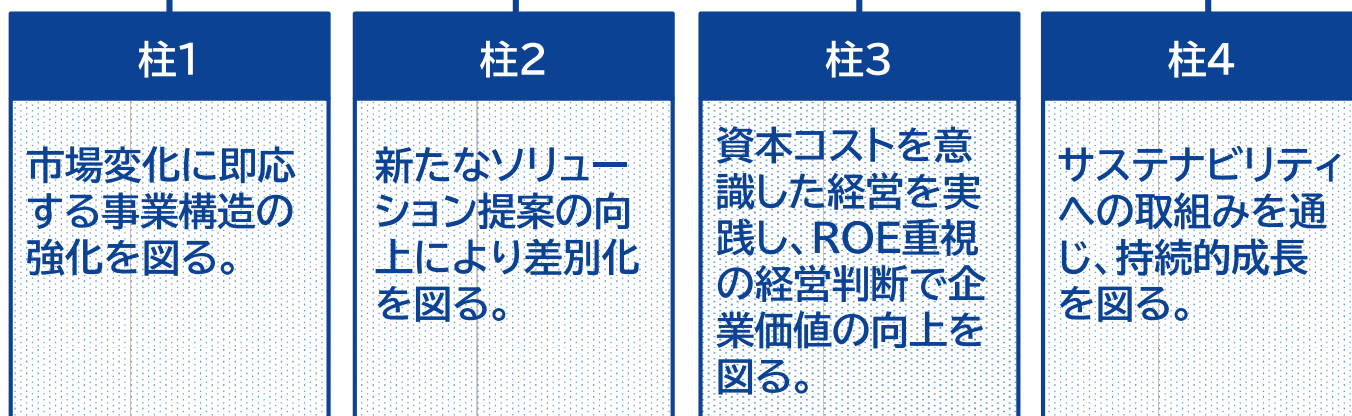 柱1
市場変化に即応
する事業構造の
強化を図る。
柱2
新たなソリュー
ション提案の向
上により差別化
を図る。
柱3
資本コストを意
識した経営を実
践し、ROE重視
の経営判断で企
業価値の向上を
図る。
柱4
サステナビリティ
への取組みを通
じ、持続的成長
を図る。